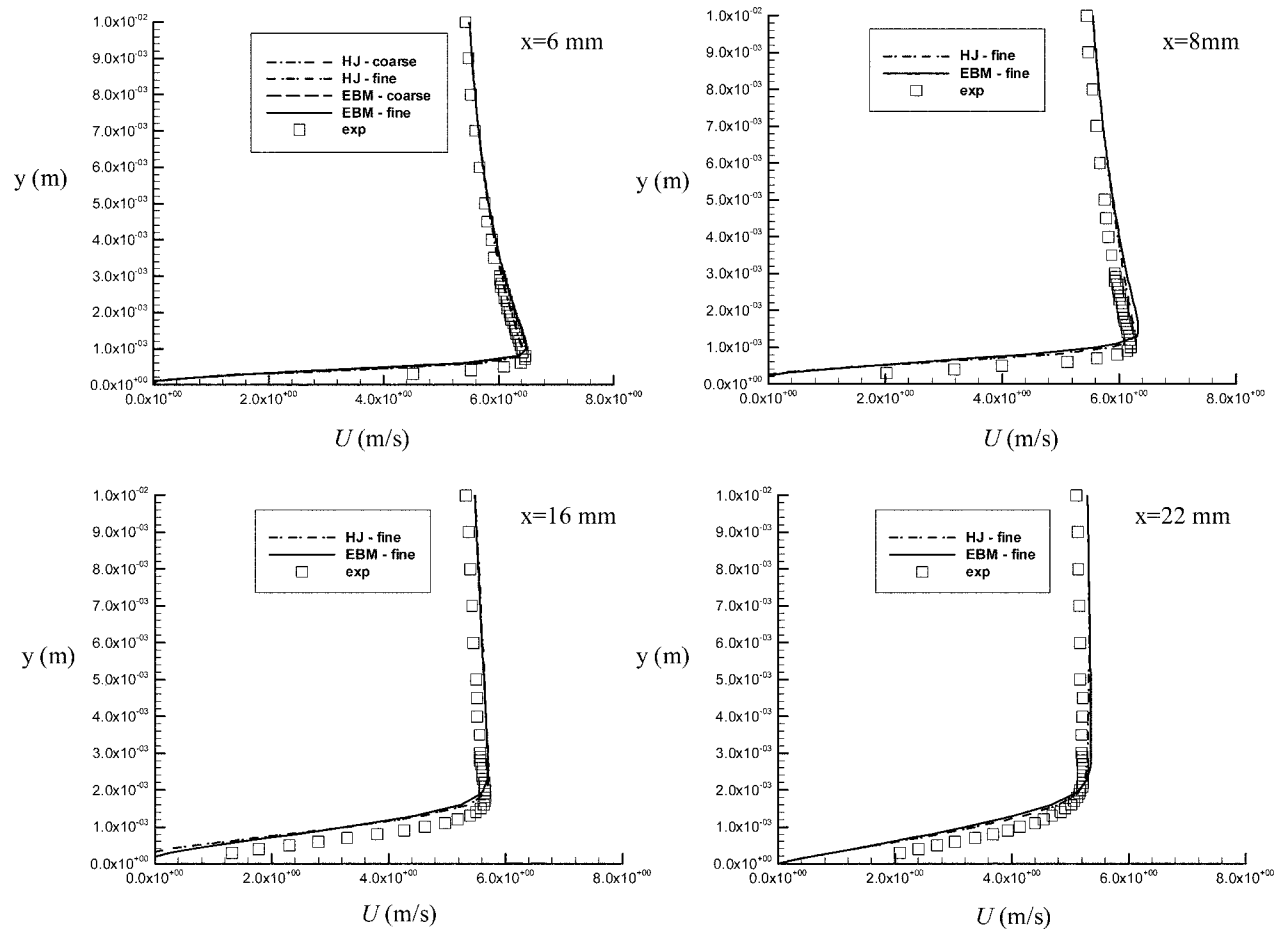 x=6 mm
HJ - coarse
HJ - fine
EBM - coarse
EBM - fine
exp
y (m)
1.0x10⁻⁰²
9.0x10⁻⁰³
8.0x10⁻⁰³
7.0x10⁻⁰³
6.0x10⁻⁰³
5.0x10⁻⁰³
4.0x10⁻⁰³
3.0x10⁻⁰³
2.0x10⁻⁰³
1.0x10⁻⁰³
0.0x10⁺⁰⁰
0.0x10⁺⁰⁰ 2.0x10⁺⁰⁰ 4.0x10⁺⁰⁰ 6.0x10⁺⁰⁰ 8.0x10⁺⁰⁰
U (m/s)
x=8mm
HJ - fine
EBM - fine
exp
y (m)
1.0x10⁻⁰²
9.0x10⁻⁰³
8.0x10⁻⁰³
7.0x10⁻⁰³
6.0x10⁻⁰³
5.0x10⁻⁰³
4.0x10⁻⁰³
3.0x10⁻⁰³
2.0x10⁻⁰³
1.0x10⁻⁰³
0.0x10⁺⁰⁰
0.0x10⁺⁰⁰ 2.0x10⁺⁰⁰ 4.0x10⁺⁰⁰ 6.0x10⁺⁰⁰ 8.0x10⁺⁰⁰
U (m/s)
x=16 mm
HJ - fine
EBM - fine
exp
y (m)
1.0x10⁻⁰²
9.0x10⁻⁰³
8.0x10⁻⁰³
7.0x10⁻⁰³
6.0x10⁻⁰³
5.0x10⁻⁰³
4.0x10⁻⁰³
3.0x10⁻⁰³
2.0x10⁻⁰³
1.0x10⁻⁰³
0.0x10⁺⁰⁰
0.0x10⁺⁰⁰ 2.0x10⁺⁰⁰ 4.0x10⁺⁰⁰ 6.0x10⁺⁰⁰ 8.0x10⁺⁰⁰
U (m/s)
x=22 mm
HJ - fine
EBM - fine
exp
y (m)
1.0x10⁻⁰²
9.0x10⁻⁰³
8.0x10⁻⁰³
7.0x10⁻⁰³
6.0x10⁻⁰³
5.0x10⁻⁰³
4.0x10⁻⁰³
3.0x10⁻⁰³
2.0x10⁻⁰³
1.0x10⁻⁰³
0.0x10⁺⁰⁰
0.0x10⁺⁰⁰ 2.0x10⁺⁰⁰ 4.0x10⁺⁰⁰ 6.0x10⁺⁰⁰ 8.0x10⁺⁰⁰
U (m/s)